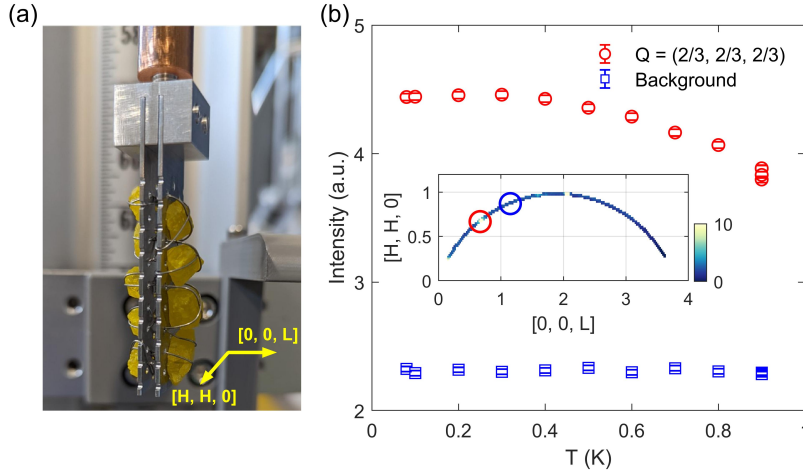 (a)
[0, 0, L]
[H, H, 0]
(b)
5
4
3
2
Intensity (a.u.)
Q = (2/3, 2/3, 2/3)
Background
[H, H, 0]
1
0.5
0
0 1 2 3 4
[0, 0, L]
10
0
0 0.2 0.4 0.6 0.8 1
T (K)